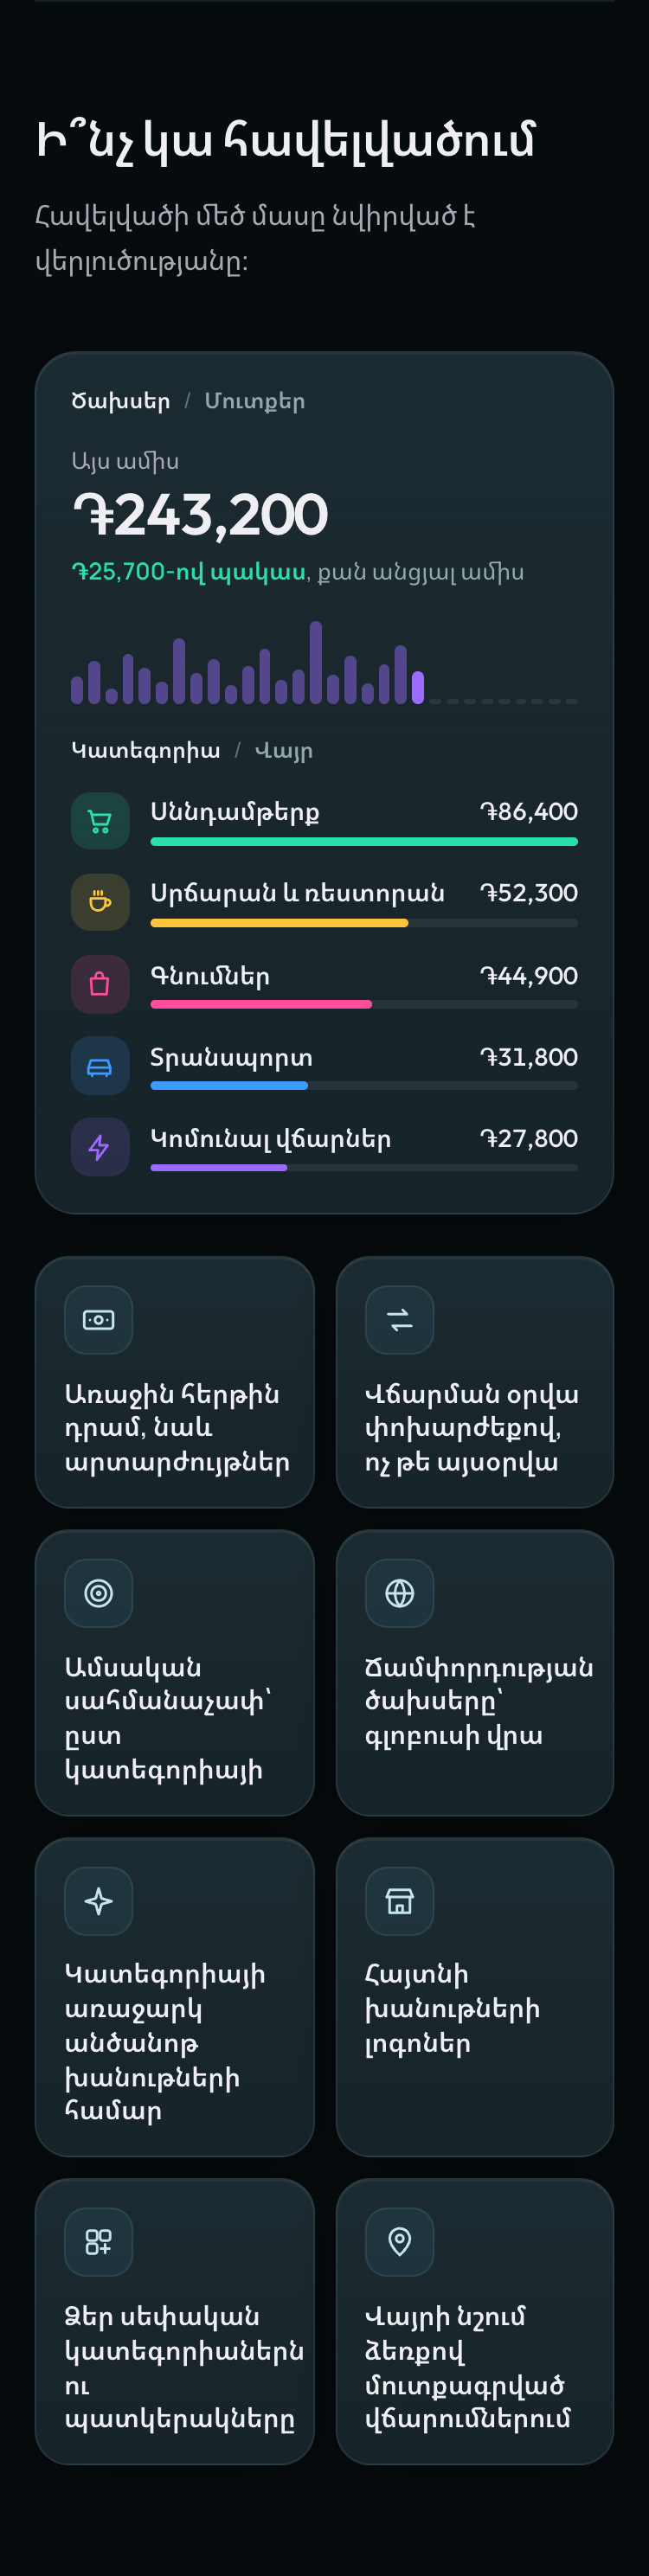 Ի՞նչ կա հավելվածում
Հավելվածի մեծ մասը նվիրված է
վերլուծությանը։
Ծախսեր / Մուտքեր
Այս ամիս
֏243,200
֏25,700-ով պակաս, քան անցյալ ամիս
Կատեգորիա / Վայր
Սննդամթերք ֏86,400
Սրճարան և ռեստորան ֏52,300
Գնումներ ֏44,900
Տրանսպորտ ֏31,800
Կոմունալ վճարներ ֏27,800
Առաջին հերթին
դրամ, նաև
արտարժույթներ
Վճարման օրվա
փոխարժեքով,
ոչ թե այսօրվա
Ամսական
սահմանաչափ՝
ըստ
կատեգորիայի
Ճամփորդության
ծախսերը՝
գլոբուսի վրա
Կատեգորիայի
առաջարկ
անծանոթ
խանութների
համար
Հայտնի
խանութների
լոգոներ
Ձեր սեփական
կատեգորիաներն
ու
պատկերակները
Վայրի նշում
ձեռքով
մուտքագրված
վճարումներում